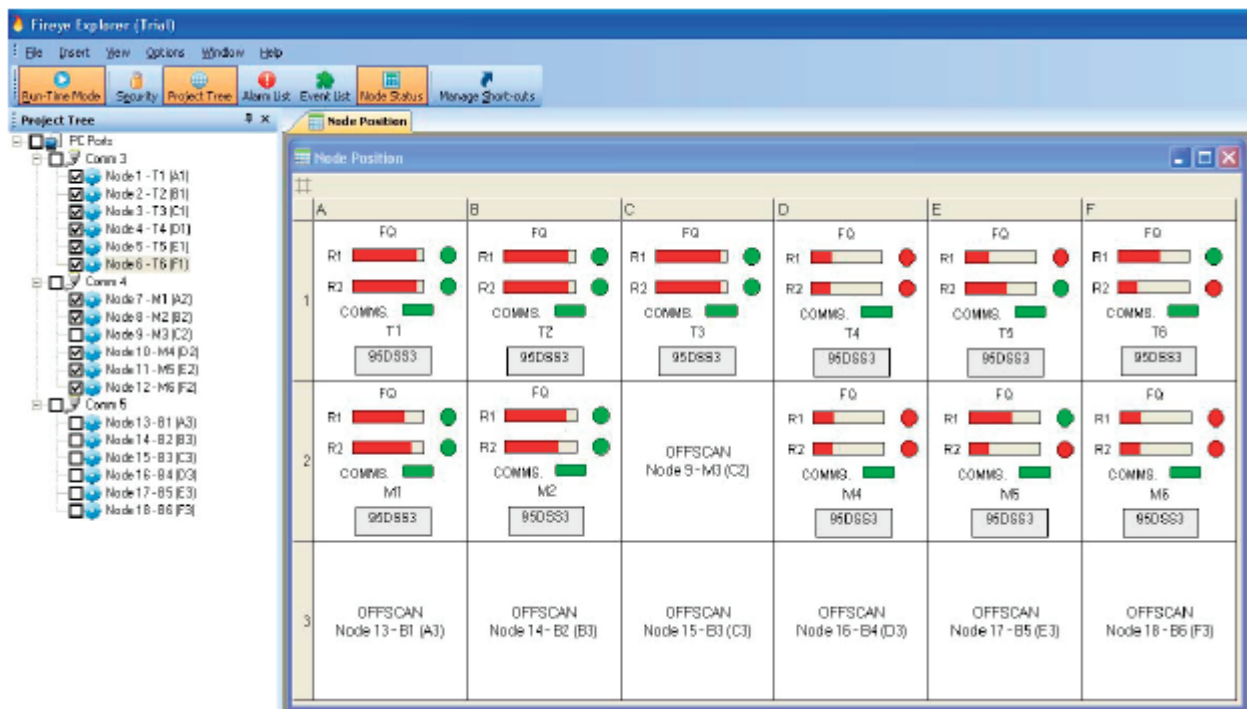 Fireye Explorer (Trial)
File Insert View Options Window Help
Run-Time Mode Security Project Tree Alarm List Event List Node Status Manage Short-cuts
Project Tree
PC Ports
Comm 3
Node 1 - T1 (A1)
Node 2 - T2 (B1)
Node 3 - T3 (C1)
Node 4 - T4 (D1)
Node 5 - T5 (E1)
Node 6 - T6 (F1)
Comm 4
Node 7 - M1 (A2)
Node 8 - M2 (B2)
Node 9 - M3 (C2)
Node 10 - M4 (D2)
Node 11 - M5 (E2)
Node 12 - M6 (F2)
Comm 5
Node 13 - B1 (A3)
Node 14 - B2 (B3)
Node 15 - B3 (C3)
Node 16 - B4 (D3)
Node 17 - B5 (E3)
Node 18 - B6 (F3)
Node Position
Node Position
A B C D E F
1
FQ FQ FQ FQ FQ FQ
R1 R1 R1 R1 R1 R1
R2 R2 R2 R2 R2 R2
COMMS. COMMS. COMMS. COMMS. COMMS. COMMS.
T1 T2 T3 T4 T5 T6
95DSS3 95DSS3 95DSS3 95DSS3 95DSS3 95DSS3
2
FQ FQ FQ FQ FQ
R1 R1 R1 R1 R1
R2 R2 R2 R2 R2
OFFSCAN
Node 9 - M3 (C2)
COMMS. COMMS. COMMS. COMMS. COMMS.
M1 M2 M4 M5 M6
95DSS3 95DSS3 95DSS3 95DSS3 95DSS3
3
OFFSCAN OFFSCAN OFFSCAN OFFSCAN OFFSCAN OFFSCAN
Node 13 - B1 (A3) Node 14 - B2 (B3) Node 15 - B3 (C3) Node 16 - B4 (D3) Node 17 - B5 (E3) Node 18 - B6 (F3)